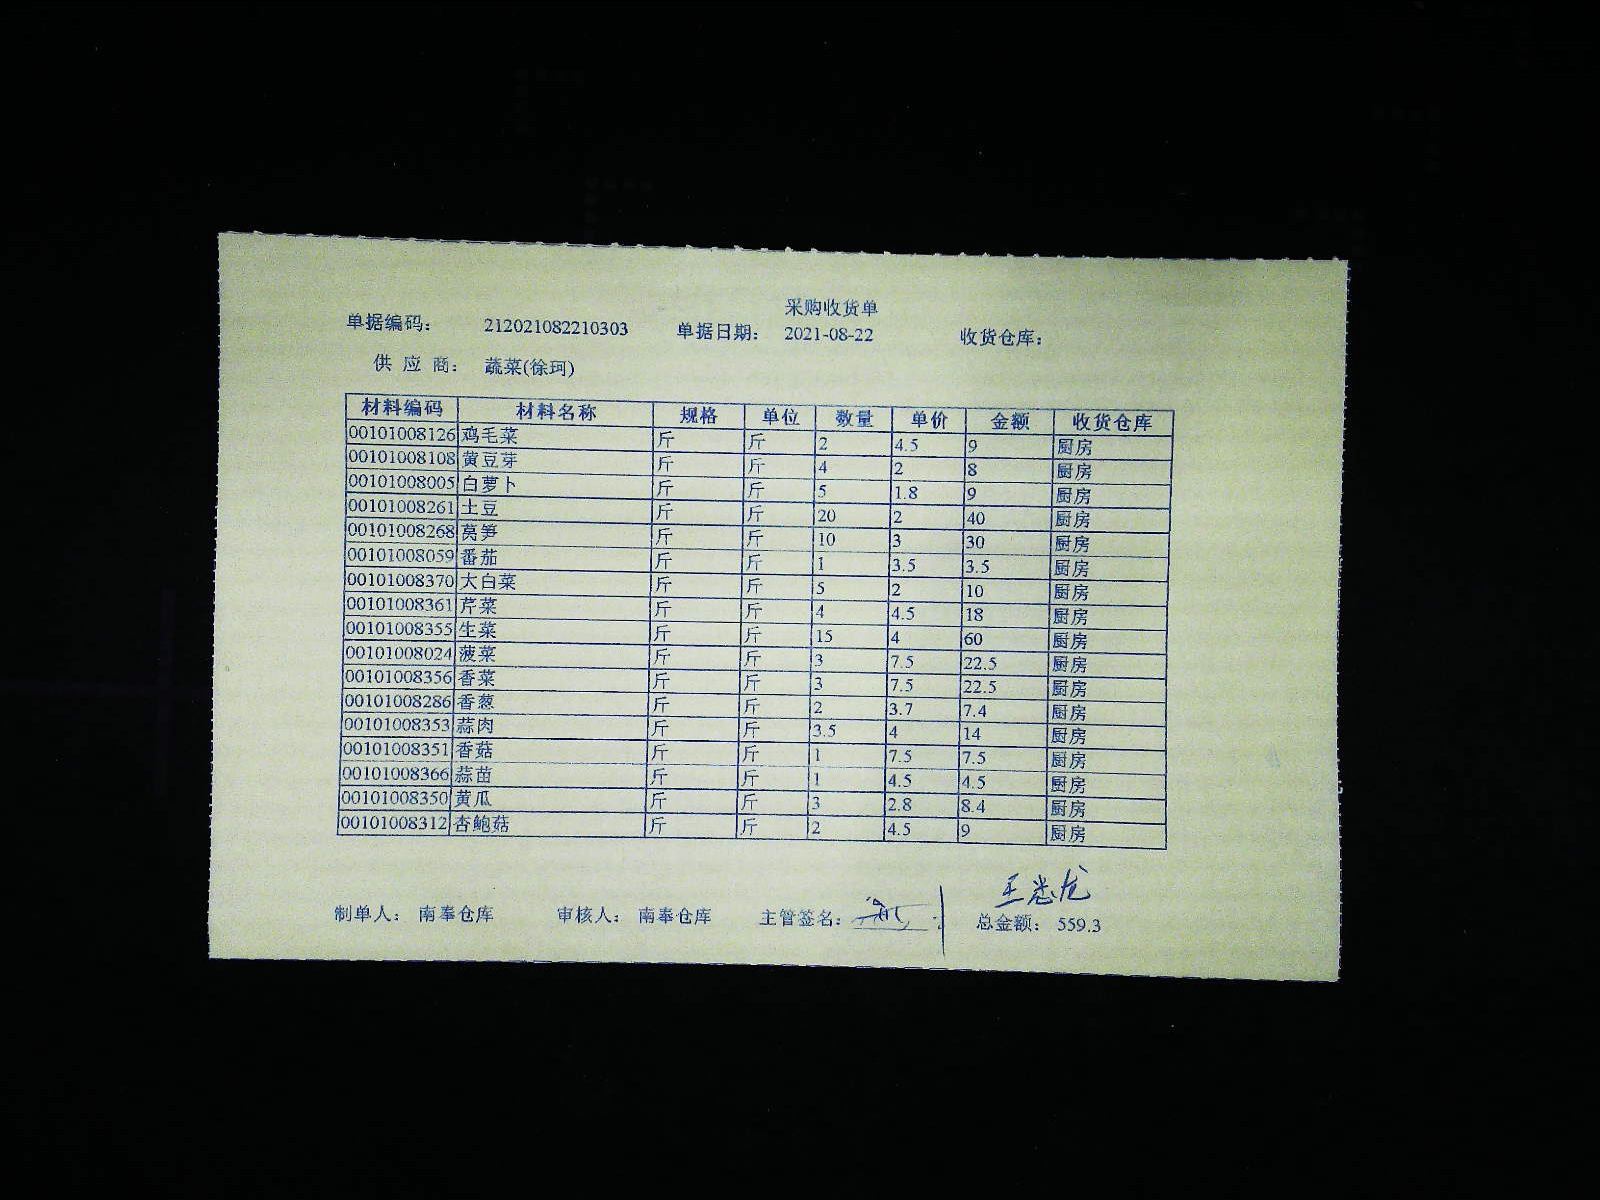 采购收货单
单据编码： 212021082210303 单据日期： 2021-08-22 收货仓库：
供 应 商： 蔬菜(徐珂)
材料编码 材料名称 规格 单位 数量 单价 金额 收货仓库
00101008126 鸡毛菜 斤 斤 2 4.5 9 厨房
00101008108 黄豆芽 斤 斤 4 2 8 厨房
00101008005 白萝卜 斤 斤 5 1.8 9 厨房
00101008261 土豆 斤 斤 20 2 40 厨房
00101008268 莴笋 斤 斤 10 3 30 厨房
00101008059 番茄 斤 斤 1 3.5 3.5 厨房
00101008370 大白菜 斤 斤 5 2 10 厨房
00101008361 芹菜 斤 斤 4 4.5 18 厨房
00101008355 生菜 斤 斤 15 4 60 厨房
00101008024 菠菜 斤 斤 3 7.5 22.5 厨房
00101008356 香菜 斤 斤 3 7.5 22.5 厨房
00101008286 香葱 斤 斤 2 3.7 7.4 厨房
00101008353 蒜肉 斤 斤 3.5 4 14 厨房
00101008351 香菇 斤 斤 1 7.5 7.5 厨房
00101008366 蒜苗 斤 斤 1 4.5 4.5 厨房
00101008350 黄瓜 斤 斤 3 2.8 8.4 厨房
00101008312 杏鲍菇 斤 斤 2 4.5 9 厨房
制单人： 南奉仓库 审核人： 南奉仓库 主管签名： 总金额： 559.3